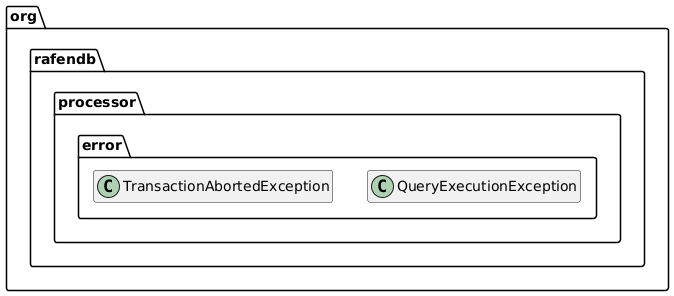 org
rafendb
processor
error
C TransactionAbortedException
C QueryExecutionException